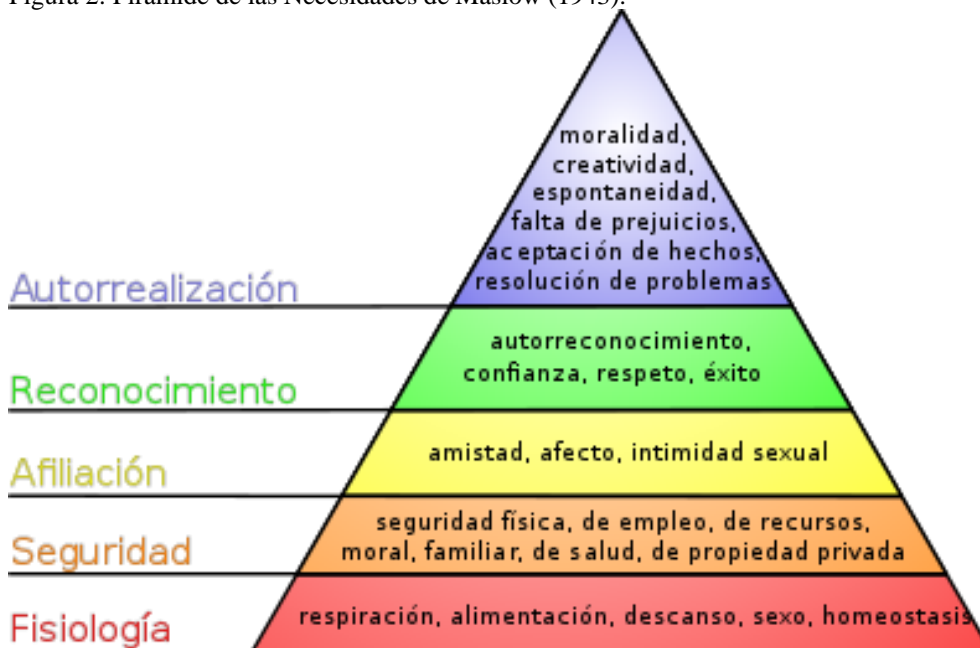 Figura 2. Pirámide de las Necesidades de Maslow (1943).
moralidad,
creatividad,
espontaneidad,
falta de prejuicios,
aceptación de hechos,
resolución de problemas
Autorrealización
autorreconocimiento,
confianza, respeto, éxito
Reconocimiento
amistad, afecto, intimidad sexual
Afiliación
seguridad física, de empleo, de recursos,
moral, familiar, de salud, de propiedad privada
Seguridad
respiración, alimentación, descanso, sexo, homeostasis
Fisiología